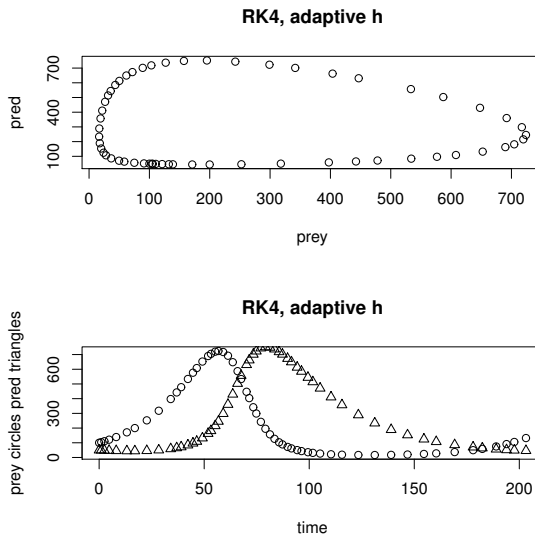 RK4, adaptive h
pred
700
400
100
0 100 200 300 400 500 600 700
prey
RK4, adaptive h
prey circles pred triangles
600
300
0
0 50 100 150 200
time